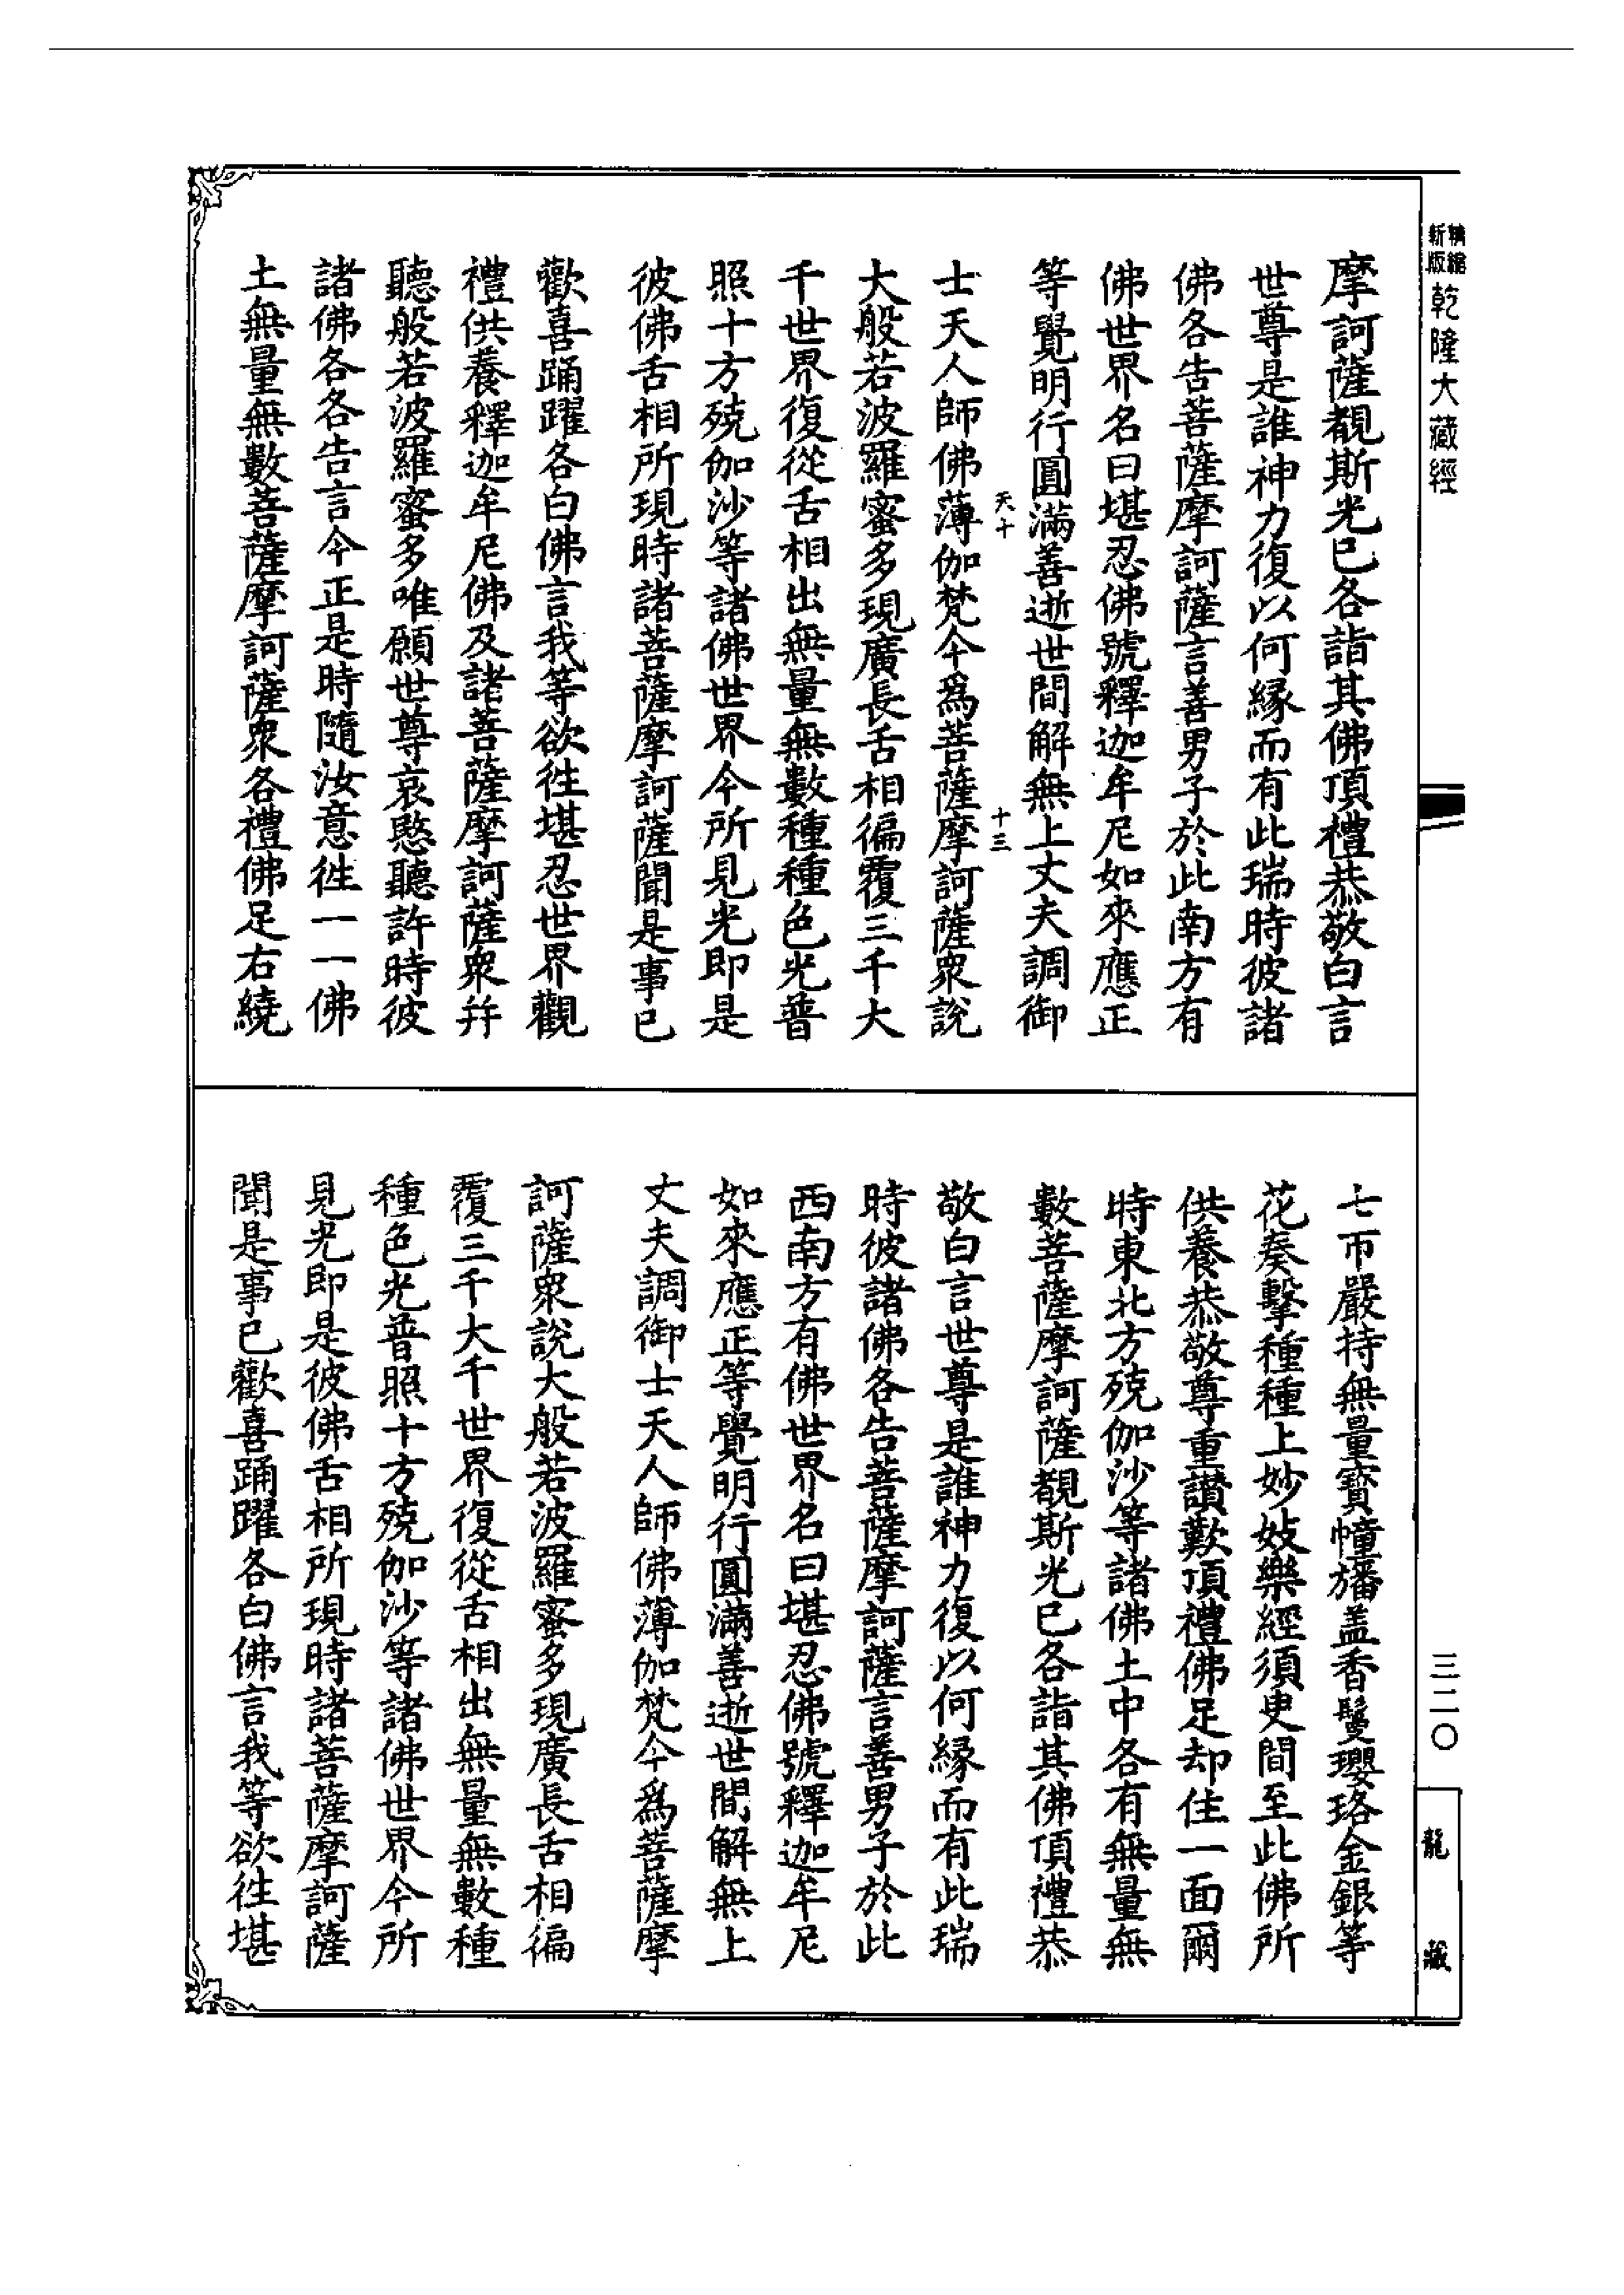 精縮新版乾隆大藏經
摩訶薩覩斯光已各詣其佛頂禮恭敬白言
世尊是誰神力復以何緣而有此瑞時彼諸
佛各告菩薩摩訶薩言善男子於此南方有
佛世界名曰堪忍佛號釋迦牟尼如來應正
等覺明行圓滿善逝世間解無上丈夫調御
天十 十三
士天人師佛薄伽梵今爲菩薩摩訶薩衆說
大般若波羅蜜多現廣長舌相徧覆三千大
千世界復從舌相出無量無數種種色光普
照十方殑伽沙等諸佛世界今所見光即是
彼佛舌相所現時諸菩薩摩訶薩聞是事已
歡喜踊躍各白佛言我等欲徃堪忍世界觀
禮供養釋迦牟尼佛及諸菩薩摩訶薩衆幷
聽般若波羅蜜多唯願世尊哀愍聽許時彼
諸佛各各告言今正是時隨汝意徃一一佛
土無量無數菩薩摩訶薩衆各禮佛足右繞
七帀嚴持無量寶幢旛盖香鬘瓔珞金銀等
花奏擊種種上妙妓樂經須臾間至此佛所
供養恭敬尊重讚歎頂禮佛足却住一面爾
時東北方殑伽沙等諸佛土中各有無量無
數菩薩摩訶薩覩斯光已各詣其佛頂禮恭
敬白言世尊是誰神力復以何緣而有此瑞
時彼諸佛各告菩薩摩訶薩言善男子於此
西南方有佛世界名曰堪忍佛號釋迦牟尼
如來應正等覺明行圓滿善逝世間解無上
丈夫調御士天人師佛薄伽梵今爲菩薩摩
訶薩衆說大般若波羅蜜多現廣長舌相徧
覆三千大千世界復從舌相出無量無數種
種色光普照十方殑伽沙等諸佛世界今所
見光即是彼佛舌相所現時諸菩薩摩訶薩
聞是事已歡喜踊躍各白佛言我等欲徃堪
三二〇
龍藏